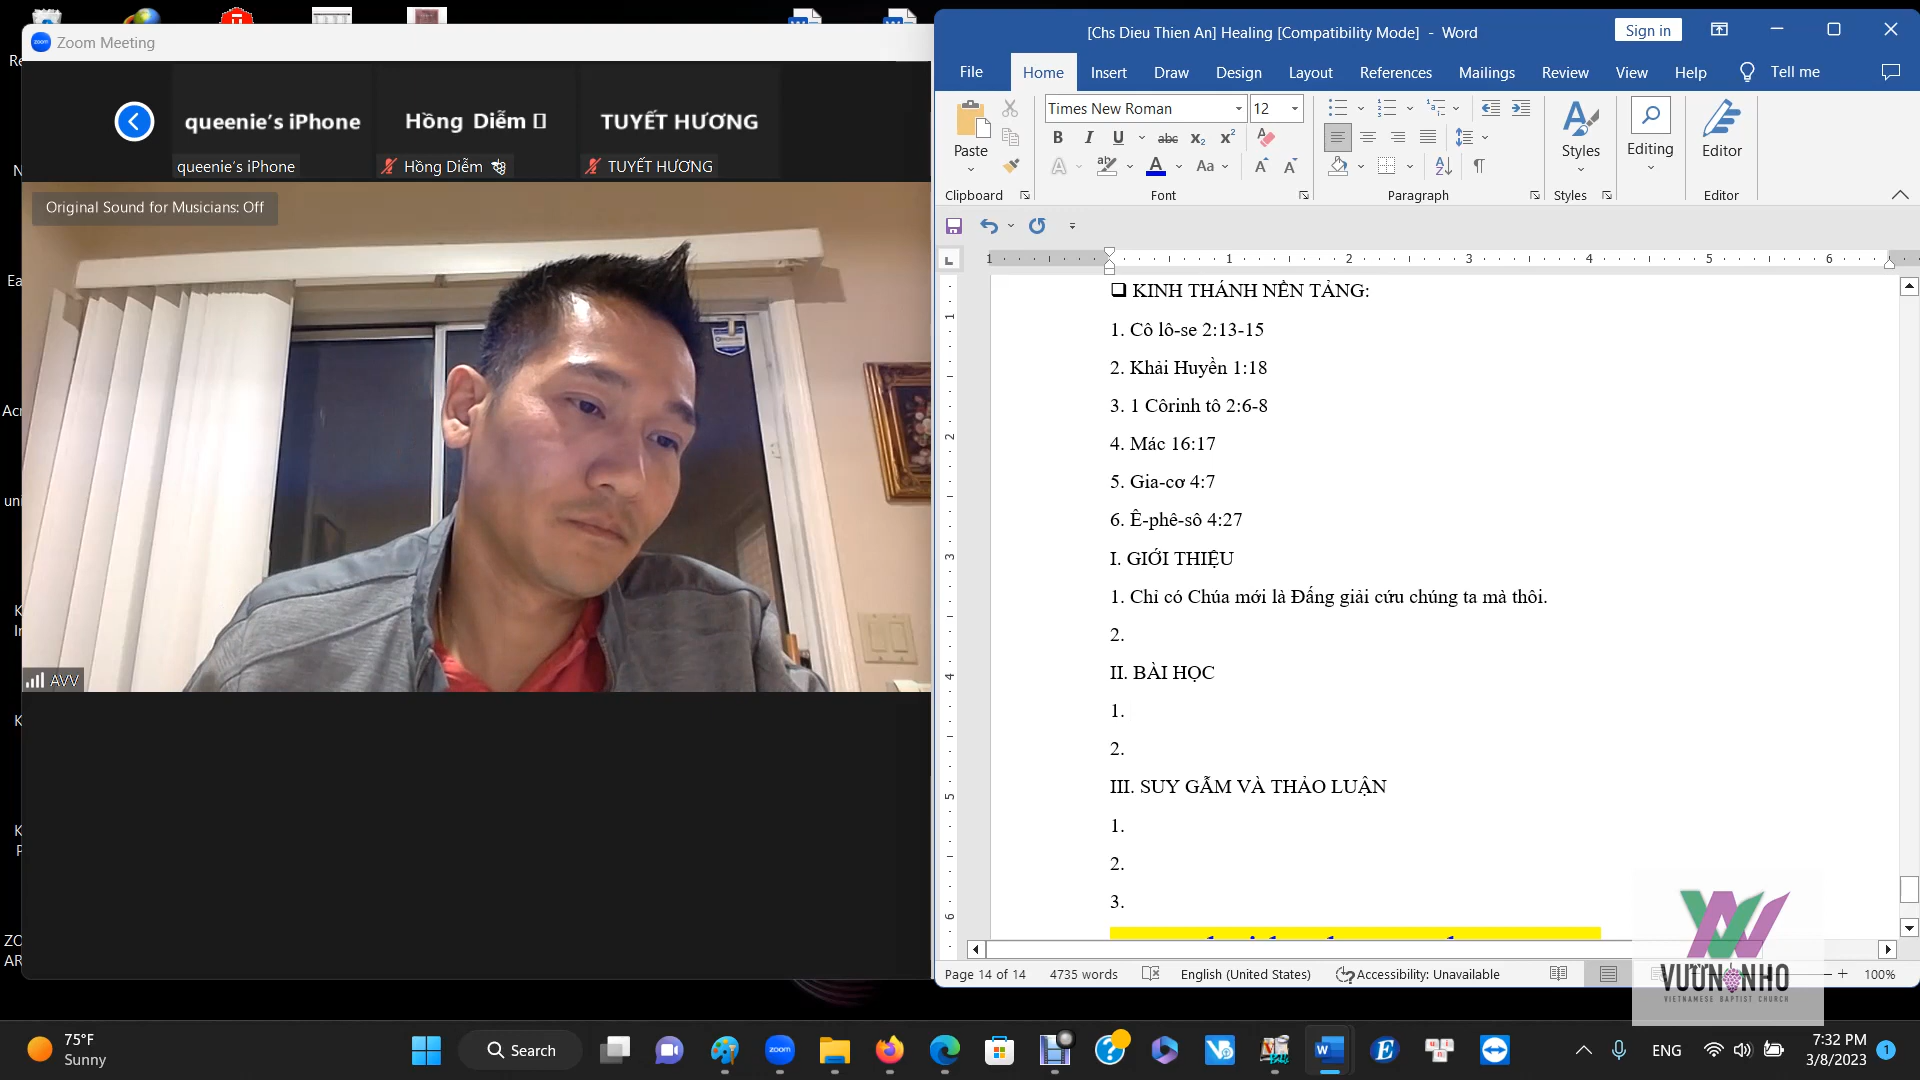 Zoom Meeting
queenie's iPhone
Hồng Diễm
TUYẾT HƯƠNG
queenie's iPhone
Hồng Diễm
TUYẾT HƯƠNG
Original Sound for Musicians: Off
AVV
[Chs Dieu Thien An] Healing [Compatibility Mode] - Word
Sign in
File Home Insert Draw Design Layout References Mailings Review View Help Tell me
Times New Roman 12
Paste
Styles
Editing
Editor
Clipboard Font Paragraph Styles Editor
❑ KINH THÁNH NỀN TẢNG:
1. Cô lô-se 2:13-15
2. Khải Huyền 1:18
3. 1 Côrinh tô 2:6-8
4. Mác 16:17
5. Gia-cơ 4:7
6. Ê-phê-sô 4:27
I. GIỚI THIỆU
1. Chỉ có Chúa mới là Đấng giải cứu chúng ta mà thôi.
2.
II. BÀI HỌC
1.
2.
III. SUY GẪM VÀ THẢO LUẬN
1.
2.
3.
Page 14 of 14 4735 words English (United States) Accessibility: Unavailable 100%
VUON NHO
VIETNAMESE BAPTIST CHURCH
75°F
Sunny
Search
ENG
7:32 PM
3/8/2023
1